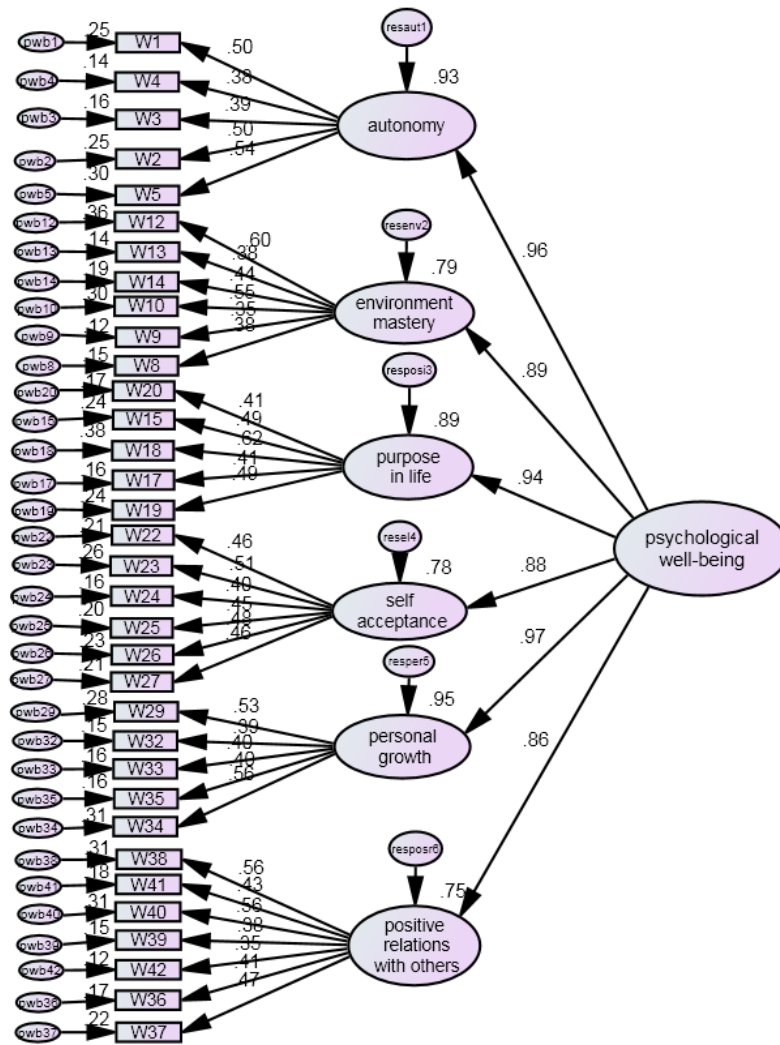 resaut1
pwb1 .25 W1 .50 .93
pwb4 .14 W4 .38
pwb3 .16 W3 .39 autonomy
pwb2 .25 W2 .50
pwb5 .30 W5 .54
pwb12 .36 W12 .60 resenv2 .96
pwb13 .14 W13 .38 .79
pwb14 .19 W14 .44 environment
pwb10 .30 W10 .55 mastery
pwb9 .12 W9 .35
pwb8 .15 W8 .38 .89
pwb20 .17 W20 .41 resposi3
pwb15 .24 W15 .49 .89
pwb18 .38 W18 .62 purpose
pwb17 .16 W17 .41 in life .94
pwb19 .24 W19 .49
pwb22 .21 W22 .46 resel4 psychological
pwb23 .26 W23 .51 .78 .88 well-being
pwb24 .16 W24 .40 self
pwb25 .20 W25 .45 acceptance
pwb26 .23 W26 .48
pwb27 .21 W27 .46 resper5 .97
pwb29 .28 W29 .53 .95
pwb32 .15 W32 .39 personal
pwb33 .16 W33 .40 growth .86
pwb35 .16 W35 .40
pwb34 .31 W34 .56
pwb38 .31 W38 .56 resposr6
pwb41 .18 W41 .43 .75
pwb40 .31 W40 .56 positive
pwb39 .15 W39 .38 relations
pwb42 .12 W42 .35 with others
pwb36 .17 W36 .41
pwb37 .22 W37 .47